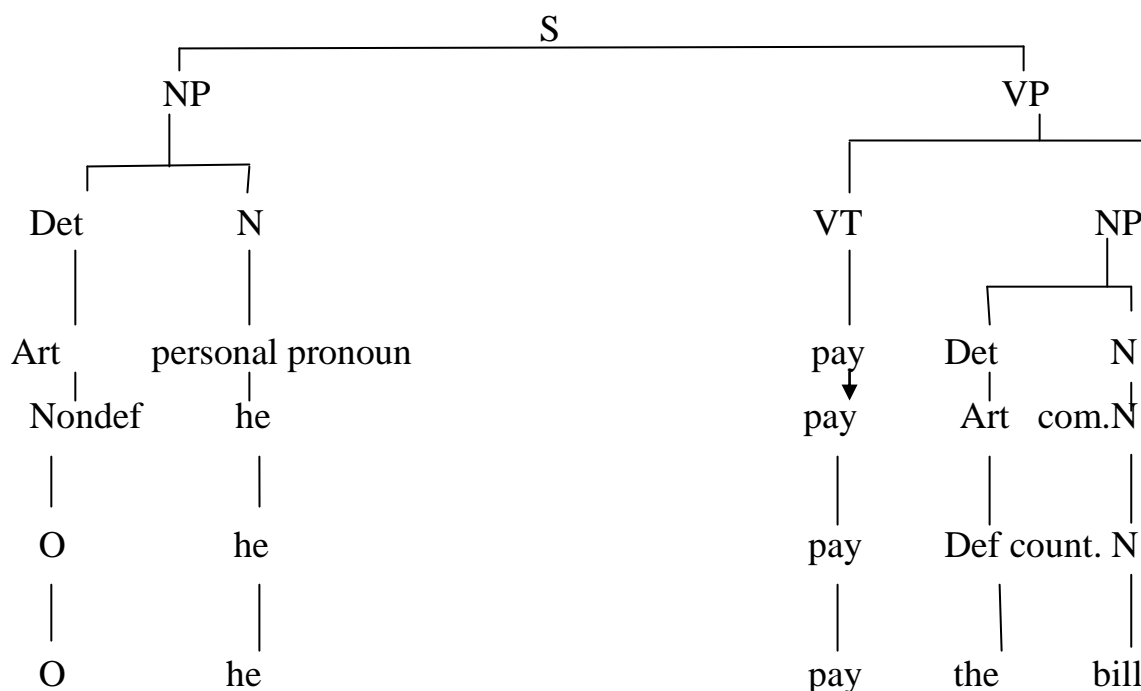 S
NP VP
Det N VT NP
Art personal pronoun pay Det N
Nondef he pay Art com.N
O he pay Def count. N
O he pay the bill